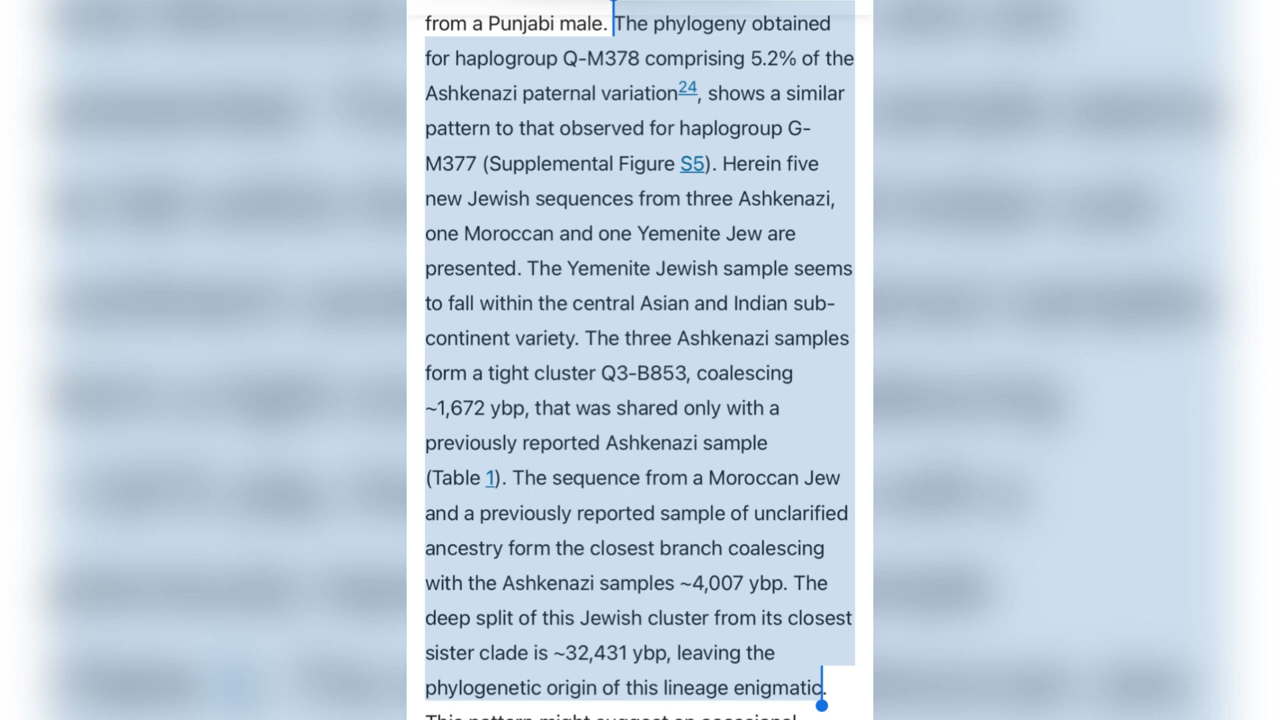 from a Punjabi male. The phylogeny obtained
for haplogroup Q-M378 comprising 5.2% of the
Ashkenazi paternal variation24, shows a similar
pattern to that observed for haplogroup G-
M377 (Supplemental Figure S5). Herein five
new Jewish sequences from three Ashkenazi,
one Moroccan and one Yemenite Jew are
presented. The Yemenite Jewish sample seems
to fall within the central Asian and Indian sub-
continent variety. The three Ashkenazi samples
form a tight cluster Q3-B853, coalescing
~1,672 ybp, that was shared only with a
previously reported Ashkenazi sample
(Table 1). The sequence from a Moroccan Jew
and a previously reported sample of unclarified
ancestry form the closest branch coalescing
with the Ashkenazi samples ~4,007 ybp. The
deep split of this Jewish cluster from its closest
sister clade is ~32,431 ybp, leaving the
phylogenetic origin of this lineage enigmatic.
This pattern might suggest an occasional